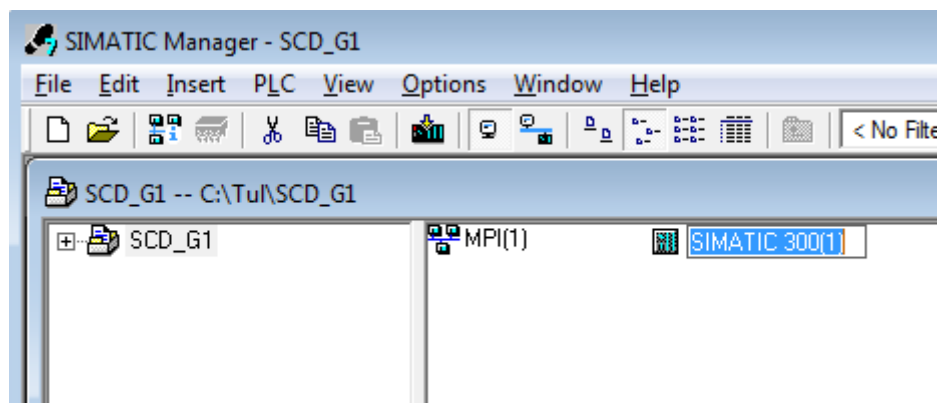 SIMATIC Manager - SCD_G1
File Edit Insert PLC View Options Window Help
< No Filte
SCD_G1 -- C:\Tul\SCD_G1
SCD_G1 MPI(1) SIMATIC 300(1)